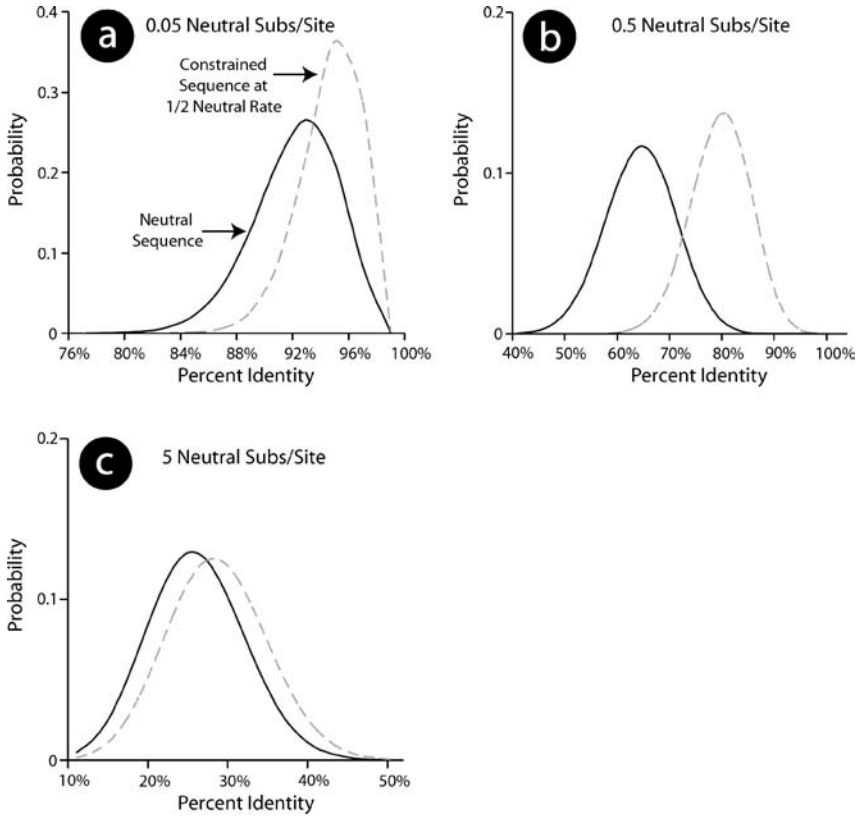 a
0.05 Neutral Subs/Site
Constrained
Sequence at
1/2 Neutral Rate
Neutral
Sequence
Probability
0.4
0.3
0.2
0.1
0
76%
80%
84%
88%
92%
96%
100%
Percent Identity
b
0.5 Neutral Subs/Site
Probability
0.2
0.1
0
40%
50%
60%
70%
80%
90%
100%
Percent Identity
c
5 Neutral Subs/Site
Probability
0.2
0.1
0
10%
20%
30%
40%
50%
Percent Identity